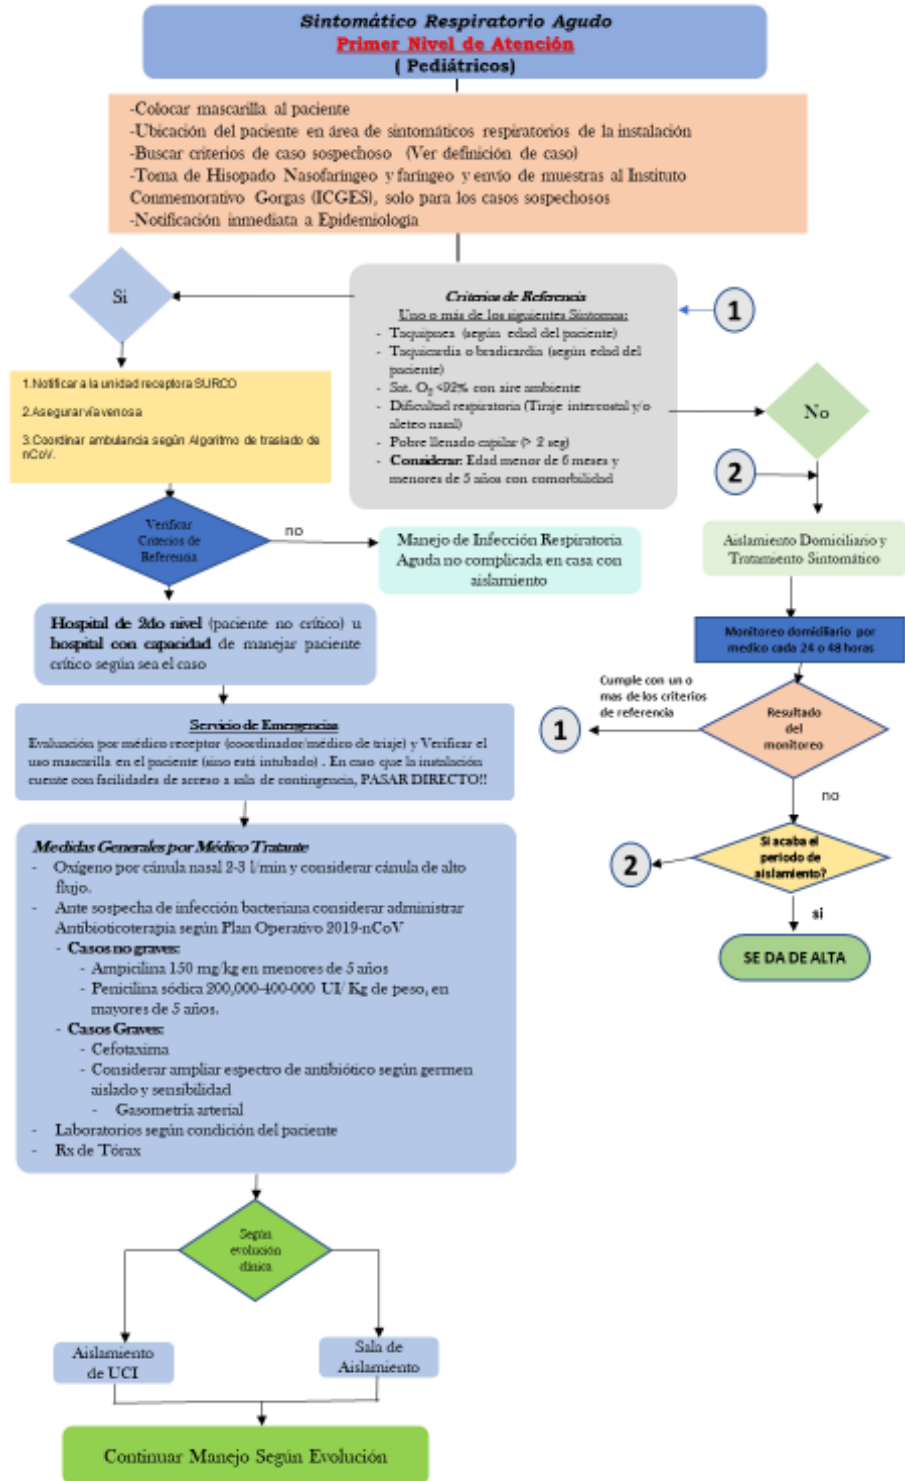 Sintomático Respiratorio Agudo
Primer Nivel de Atención
( Pediátricos)
-Colocar mascarilla al paciente
-Ubicación del paciente en área de sintomáticos respiratorios de la instalación
-Buscar criterios de caso sospechoso (Ver definición de caso)
-Toma de Hisopado Nasofaríngeo y faríngeo y envío de muestras al Instituto
Conmemorativo Gorgas (ICGES), solo para los casos sospechosos
-Notificación inmediata a Epidemiología
Si
Criterios de Referencia
Uno o más de los siguientes Síntomas:
- Taquipnea (según edad del paciente)
- Taquicardia o bradicardia (según edad del
paciente)
- Sat. O2 <92% con aire ambiente
- Dificultad respiratoria (Tiraje intercostal y/o
aleteo nasal)
- Pobre llenado capilar (> 2 seg)
- Considerar: Edad menor de 6 meses y
menores de 5 años con comorbilidad
1
No
2
1.Notificar a la unidad receptora SURCO
2.Asegurar vía venosa
3.Coordinar ambulancia según Algoritmo de traslado de
nCoV.
Verificar
Criterios de
Referencia
no
Manejo de Infección Respiratoria
Aguda no complicada en casa con
aislamiento
Aislamiento Domiciliario y
Tratamiento Sintomático
Monitoreo domiciliario por
medico cada 24 o 48 horas
Cumple con un o
mas de los criterios
de referencia
1
Resultado
del
monitoreo
no
Si acaba el
periodo de
aislamiento?
2
si
SE DA DE ALTA
Hospital de 2do nivel (paciente no crítico) u
hospital con capacidad de manejar paciente
crítico según sea el caso
Servicio de Emergencias
Evaluación por médico receptor (coordinador/médico de triaje) y Verificar el
uso mascarilla en el paciente (sino está intubado) . En caso que la instalación
cuente con facilidades de acceso a sala de contingencia, PASAR DIRECTO!!
Medidas Generales por Médico Tratante
- Oxígeno por cánula nasal 2-3 l/min y considerar cánula de alto
flujo.
- Ante sospecha de infección bacteriana considerar administrar
Antibioticoterapia según Plan Operativo 2019-nCoV
- Casos no graves:
- Ampicilina 150 mg/kg en menores de 5 años
- Penicilina sódica 200,000-400-000 UI/ Kg de peso, en
mayores de 5 años.
- Casos Graves:
- Cefotaxima
- Considerar ampliar espectro de antibiótico según germen
aislado y sensibilidad
- Gasometría arterial
- Laboratorios según condición del paciente
- Rx de Tórax
Según
evolución
clínica
Aislamiento
de UCI
Sala de
Aislamiento
Continuar Manejo Según Evolución